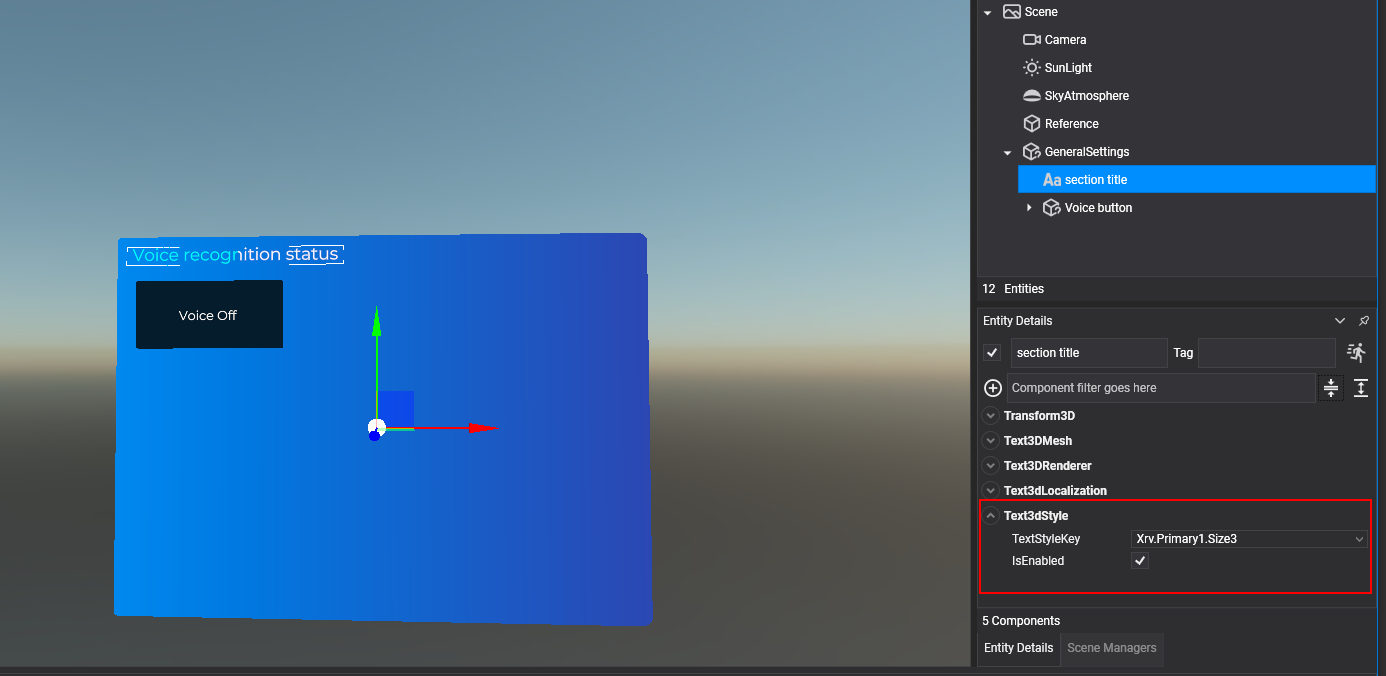 Voice recognition status
Voice Off
Scene
Camera
SunLight
SkyAtmosphere
Reference
GeneralSettings
Aa section title
Voice button
12 Entities
Entity Details
section title Tag
Component filter goes here
Transform3D
Text3DMesh
Text3DRenderer
Text3dLocalization
Text3dStyle
TextStyleKey Xrv.Primary1.Size3
IsEnabled
5 Components
Entity Details Scene Managers